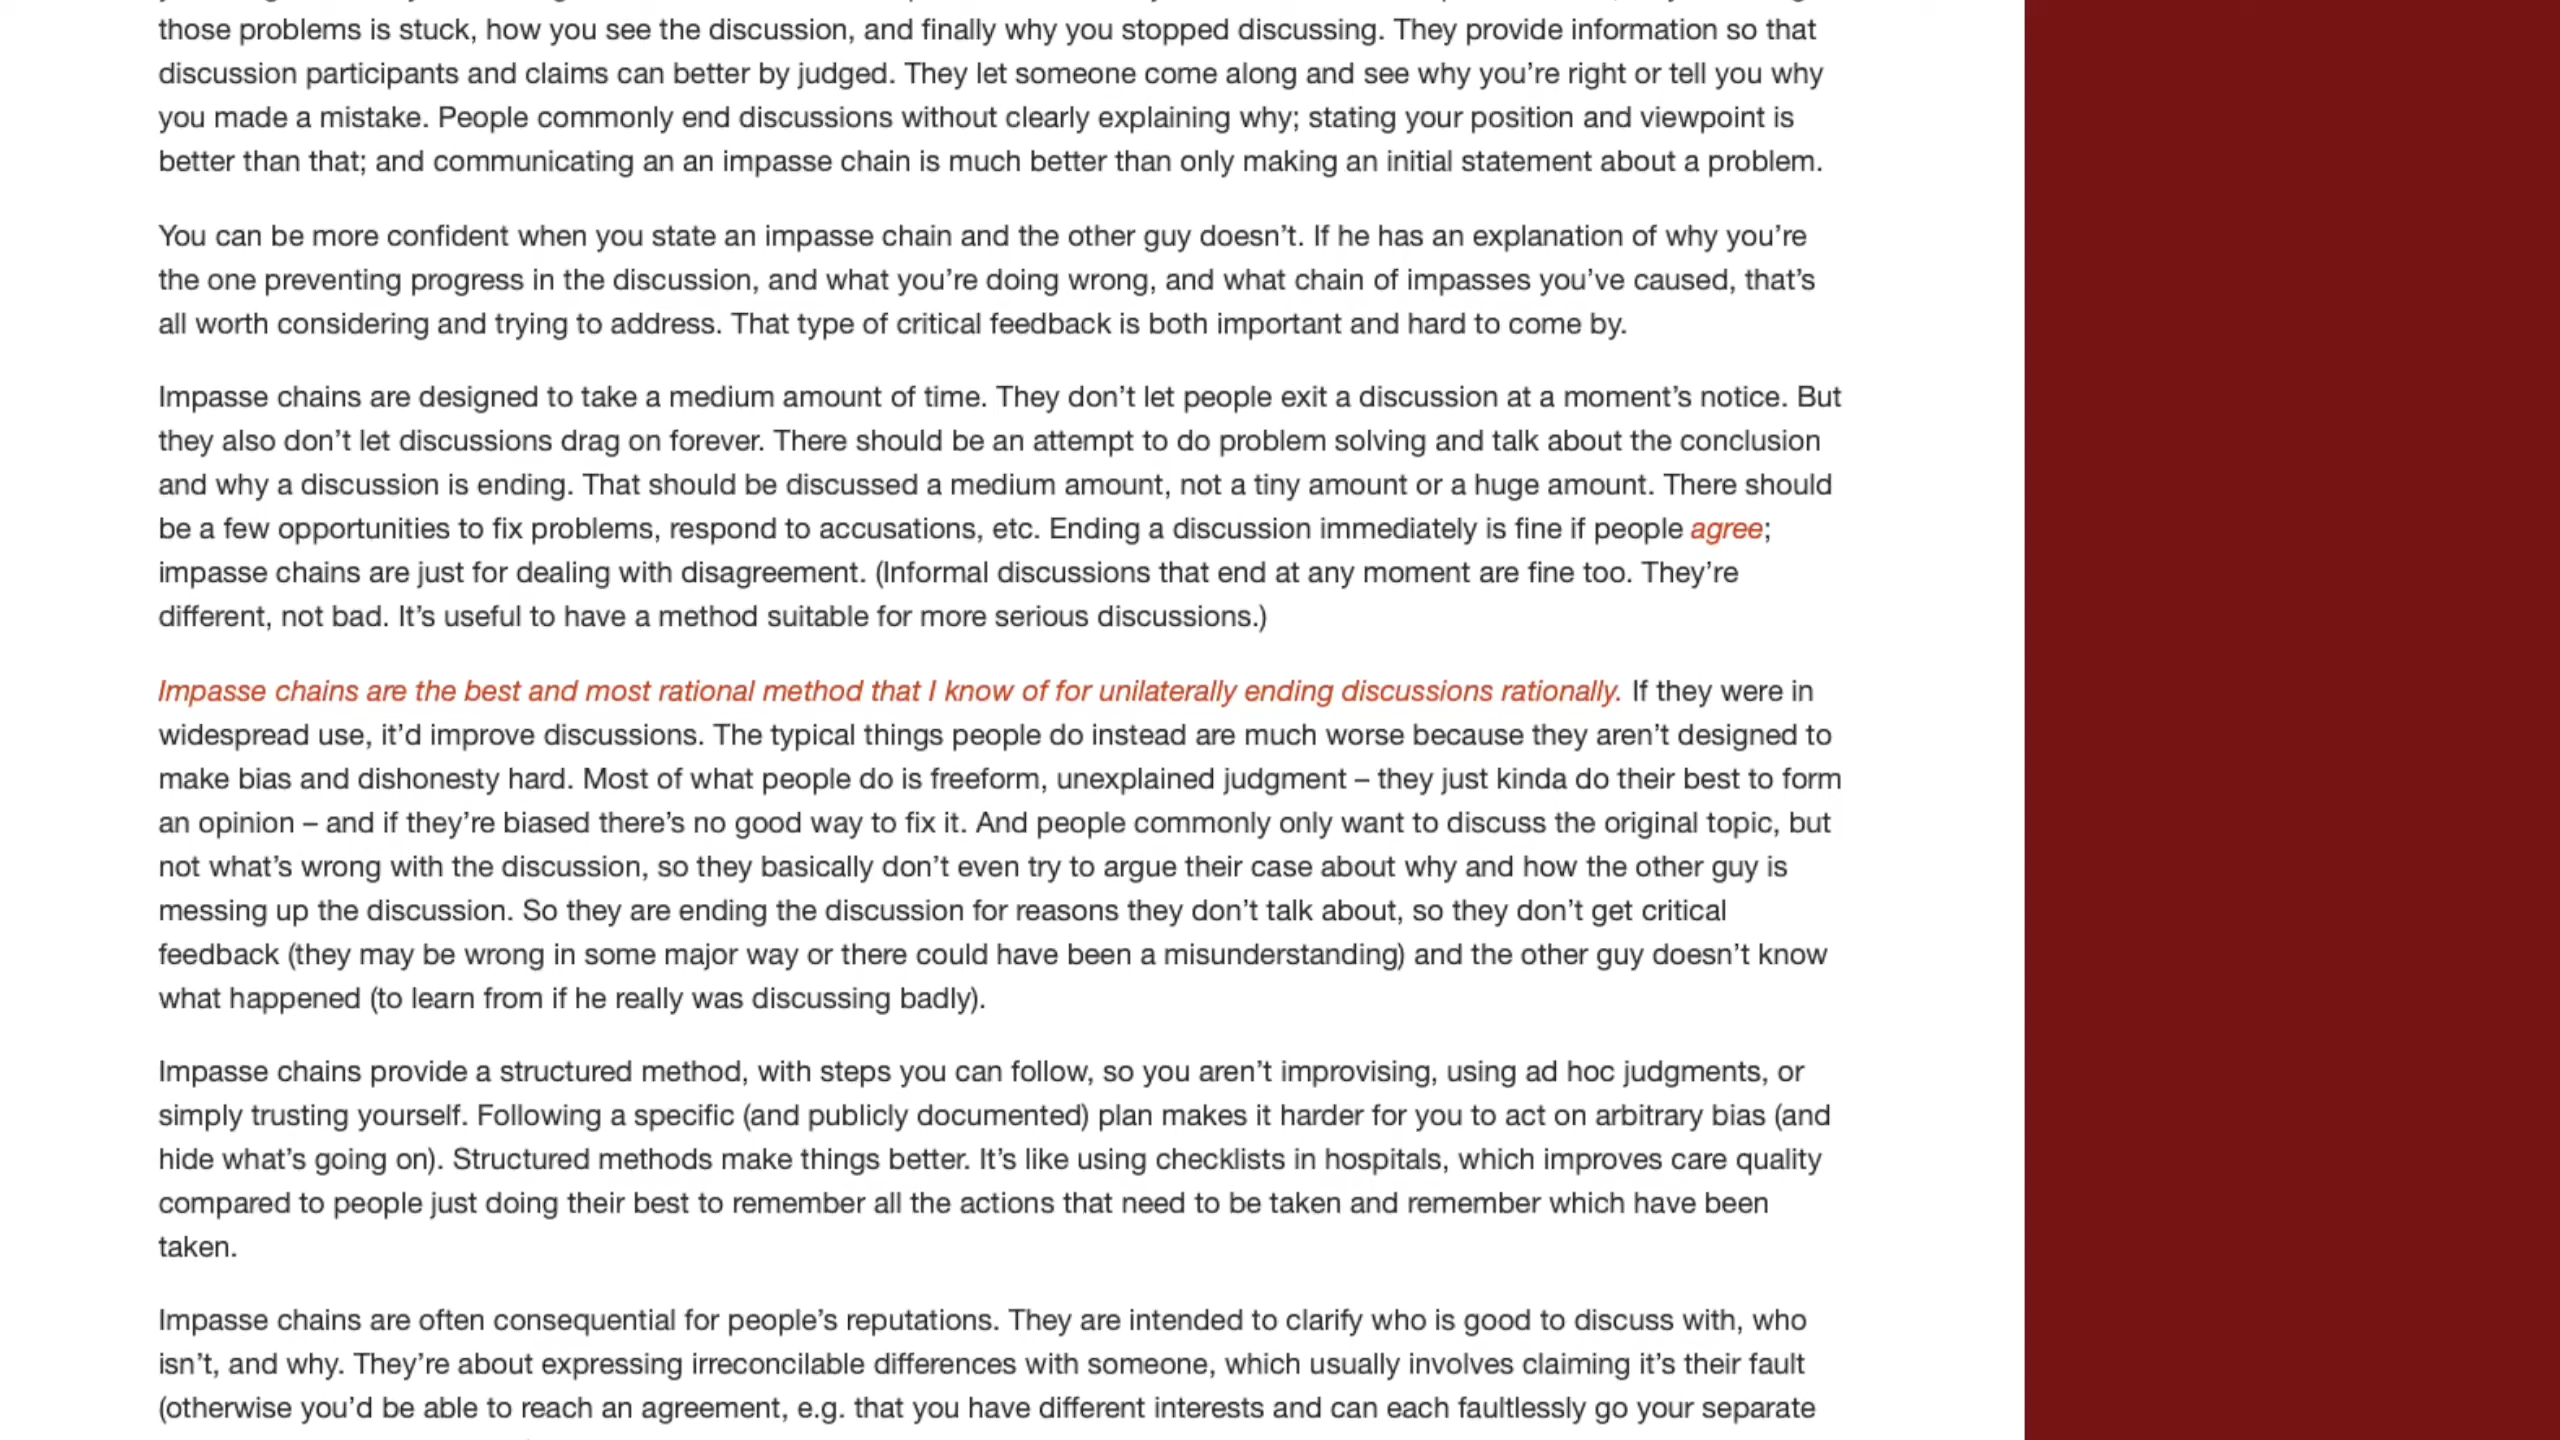 those problems is stuck, how you see the discussion, and finally why you stopped discussing. They provide information so that
discussion participants and claims can better by judged. They let someone come along and see why you’re right or tell you why
you made a mistake. People commonly end discussions without clearly explaining why; stating your position and viewpoint is
better than that; and communicating an an impasse chain is much better than only making an initial statement about a problem.
You can be more confident when you state an impasse chain and the other guy doesn’t. If he has an explanation of why you’re
the one preventing progress in the discussion, and what you’re doing wrong, and what chain of impasses you’ve caused, that’s
all worth considering and trying to address. That type of critical feedback is both important and hard to come by.
Impasse chains are designed to take a medium amount of time. They don’t let people exit a discussion at a moment’s notice. But
they also don’t let discussions drag on forever. There should be an attempt to do problem solving and talk about the conclusion
and why a discussion is ending. That should be discussed a medium amount, not a tiny amount or a huge amount. There should
be a few opportunities to fix problems, respond to accusations, etc. Ending a discussion immediately is fine if people agree;
impasse chains are just for dealing with disagreement. (Informal discussions that end at any moment are fine too. They’re
different, not bad. It’s useful to have a method suitable for more serious discussions.)
Impasse chains are the best and most rational method that I know of for unilaterally ending discussions rationally. If they were in
widespread use, it’d improve discussions. The typical things people do instead are much worse because they aren’t designed to
make bias and dishonesty hard. Most of what people do is freeform, unexplained judgment – they just kinda do their best to form
an opinion – and if they’re biased there’s no good way to fix it. And people commonly only want to discuss the original topic, but
not what’s wrong with the discussion, so they basically don’t even try to argue their case about why and how the other guy is
messing up the discussion. So they are ending the discussion for reasons they don’t talk about, so they don’t get critical
feedback (they may be wrong in some major way or there could have been a misunderstanding) and the other guy doesn’t know
what happened (to learn from if he really was discussing badly).
Impasse chains provide a structured method, with steps you can follow, so you aren’t improvising, using ad hoc judgments, or
simply trusting yourself. Following a specific (and publicly documented) plan makes it harder for you to act on arbitrary bias (and
hide what’s going on). Structured methods make things better. It’s like using checklists in hospitals, which improves care quality
compared to people just doing their best to remember all the actions that need to be taken and remember which have been
taken.
Impasse chains are often consequential for people’s reputations. They are intended to clarify who is good to discuss with, who
isn’t, and why. They’re about expressing irreconcilable differences with someone, which usually involves claiming it’s their fault
(otherwise you’d be able to reach an agreement, e.g. that you have different interests and can each faultlessly go your separate